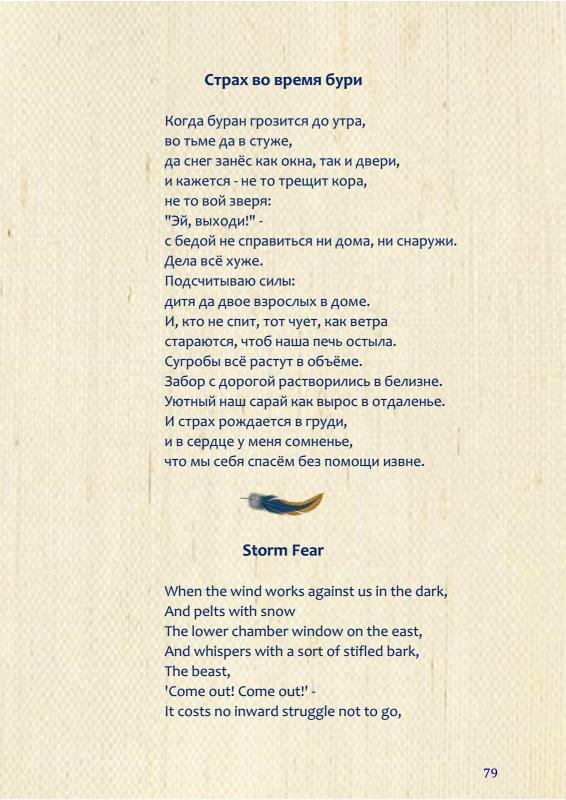 Страх во время бури
Когда буран грозится до утра,
во тьме да в стуже,
да снег занёс как окна, так и двери,
и кажется - не то трещит кора,
не то вой зверя:
"Эй, выходи!" -
с бедой не справиться ни дома, ни снаружи.
Дела всё хуже.
Подсчитываю силы:
дитя да двое взрослых в доме.
И, кто не спит, тот чует, как ветра
стараются, чтоб наша печь остыла.
Сугробы всё растут в объёме.
Забор с дорогой растворились в белизне.
Уютный наш сарай как вырос в отдаленье.
И страх рождается в груди,
и в сердце у меня сомненье,
что мы себя спасём без помощи извне.
Storm Fear
When the wind works against us in the dark,
And pelts with snow
The lower chamber window on the east,
And whispers with a sort of stifled bark,
The beast,
'Come out! Come out!' -
It costs no inward struggle not to go,
79